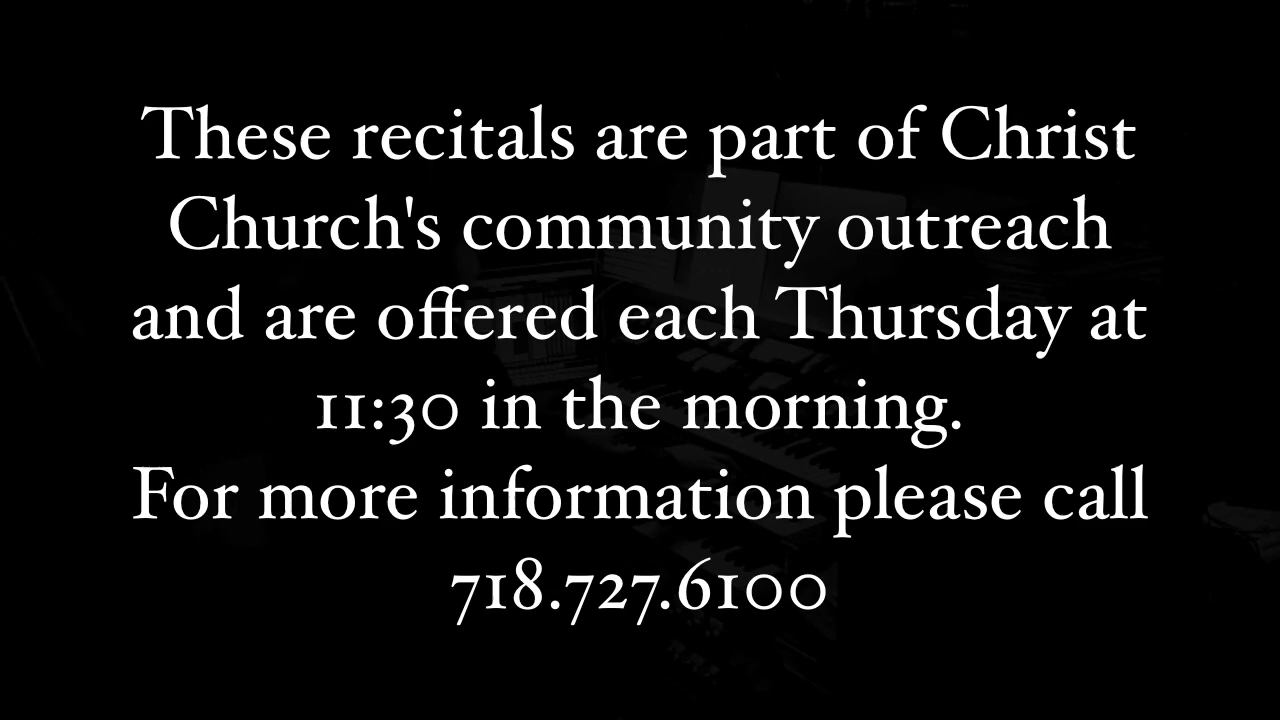 These recitals are part of Christ
Church's community outreach
and are offered each Thursday at
11:30 in the morning.
For more information please call
718.727.6100